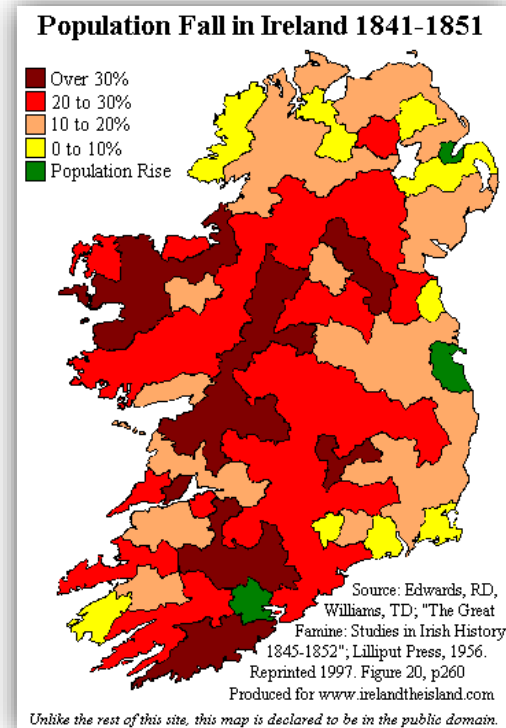 Population Fall in Ireland 1841-1851
Over 30%
20 to 30%
10 to 20%
0 to 10%
Population Rise
Source: Edwards, RD,
Williams, TD; "The Great
Famine: Studies in Irish History
1845-1852"; Lilliput Press, 1956.
Reprinted 1997. Figure 20, p260
Produced for www.irelandtheisland.com
Unlike the rest of this site, this map is declared to be in the public domain.